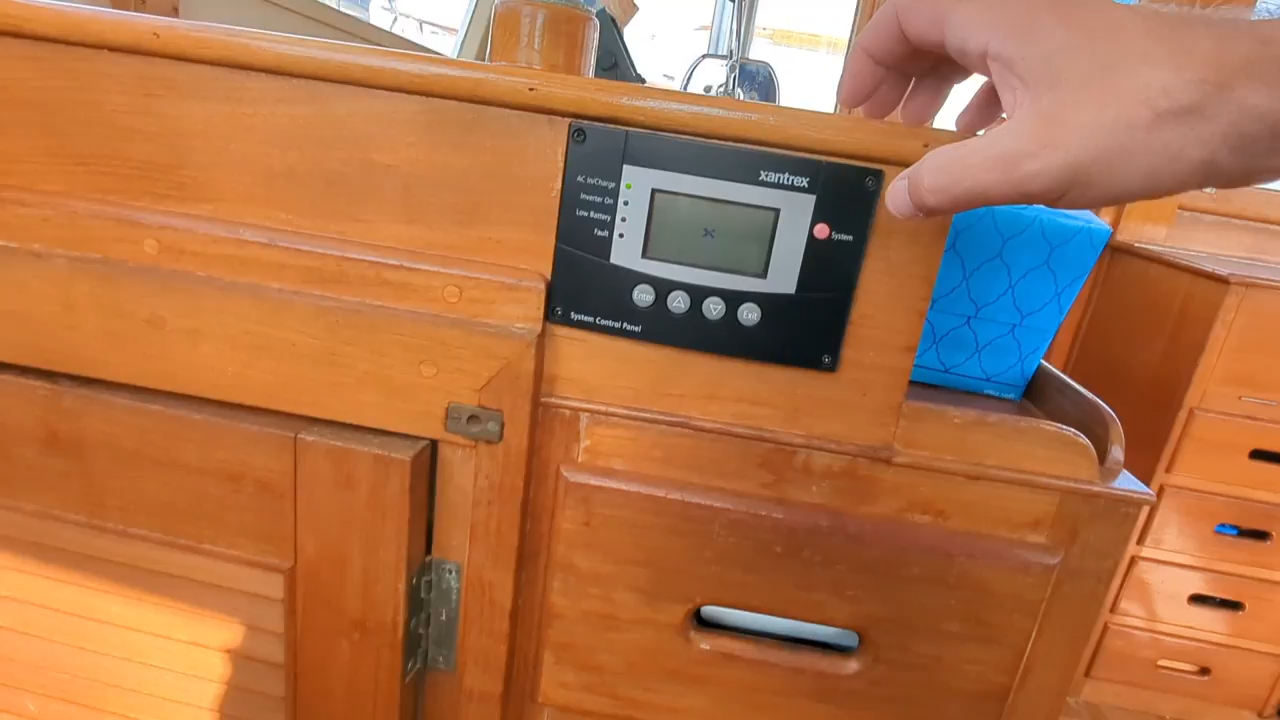 xantrex
AC In/Charge
Inverter On
Low Battery
Fault
System
Enter
Exit
System Control Panel